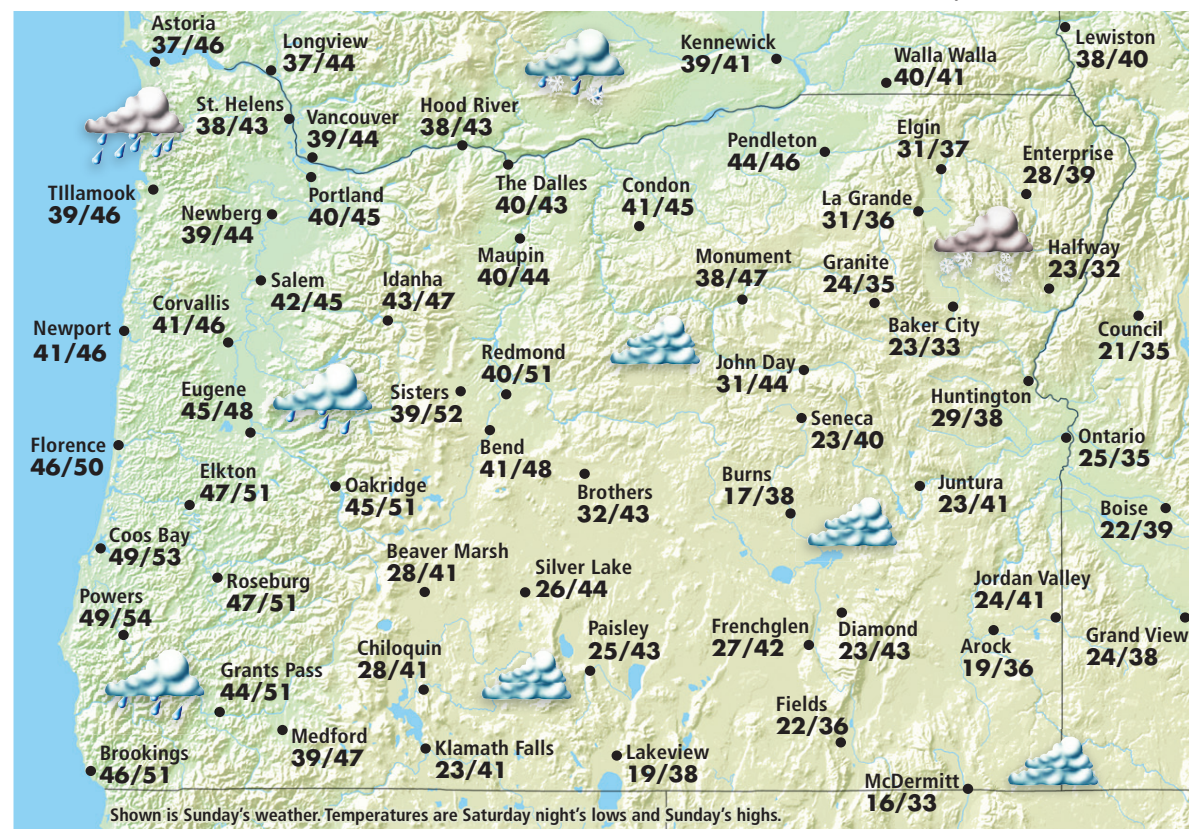 Astoria
37/46
Longview
37/44
Kennewick
39/41
Walla Walla
40/41
Lewiston
38/40
St. Helens
38/43
Vancouver
39/44
Hood River
38/43
Pendleton
44/46
Elgin
31/37
Enterprise
28/39
TIllamook
39/46
Portland
40/45
Newberg
39/44
The Dalles
40/43
Condon
41/45
La Grande
31/36
Maupin
40/44
Monument
38/47
Granite
24/35
Halfway
23/32
Salem
42/45
Idanha
43/47
Corvallis
41/46
Newport
41/46
Baker City
23/33
Council
21/35
Redmond
40/51
John Day
31/44
Eugene
45/48
Sisters
39/52
Huntington
29/38
Seneca
23/40
Florence
46/50
Bend
41/48
Ontario
25/35
Elkton
47/51
Oakridge
45/51
Brothers
32/43
Burns
17/38
Juntura
23/41
Boise
22/39
Coos Bay
49/53
Beaver Marsh
28/41
Silver Lake
26/44
Roseburg
47/51
Jordan Valley
24/41
Powers
49/54
Paisley
25/43
Frenchglen
27/42
Diamond
23/43
Arock
19/36
Grand View
24/38
Chiloquin
28/41
Grants Pass
44/51
Fields
22/36
Medford
39/47
Brookings
46/51
Klamath Falls
23/41
Lakeview
19/38
McDermitt
16/33
Shown is Sunday's weather. Temperatures are Saturday night's lows and Sunday's highs.